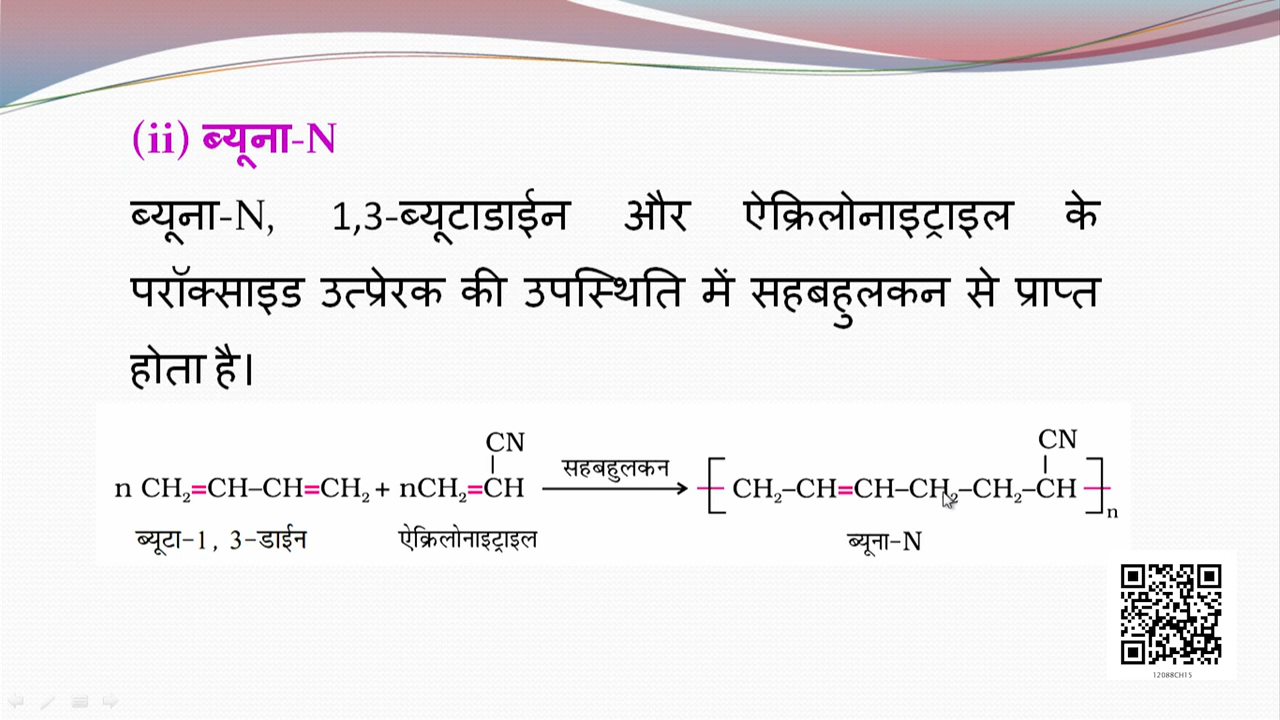 (ii) ब्यूना-N
ब्यूना-N, 1,3-ब्यूटाडाईन और ऐक्रिलोनाइट्राइल के
परॉक्साइड उत्प्रेरक की उपस्थिति में सहबहुलकन से प्राप्त
होता है।
CN CN
n CH₂=CH–CH=CH₂ + nCH₂=CH सहबहुलकन [CH₂–CH=CH–CH₂–CH₂–CH]n
ब्यूटा-1, 3-डाईन ऐक्रिलोनाइट्राइल ब्यूना-N
12088CH15